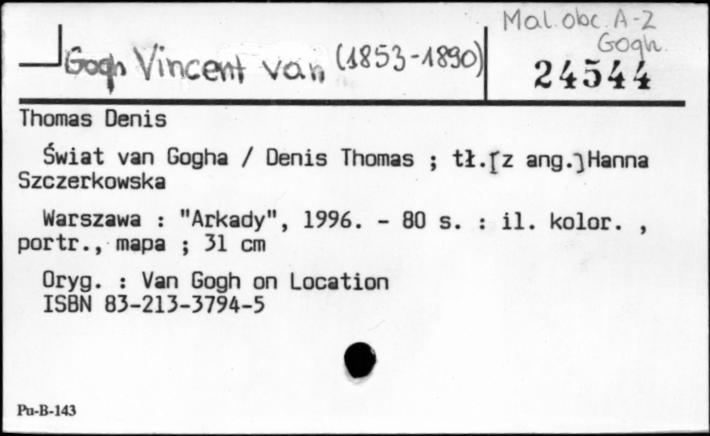 Mal. obc. A-Z
Gogh.
Gogh Vincent van (1853-1890)
24544
Thomas Denis
Świat van Gogha / Denis Thomas ; tł.[z ang.]Hanna
Szczerkowska
Warszawa : "Arkady", 1996. - 80 s. : il. kolor. ,
portr., mapa ; 31 cm
Oryg. : Van Gogh on Location
ISBN 83-213-3794-5
Pu-B-143